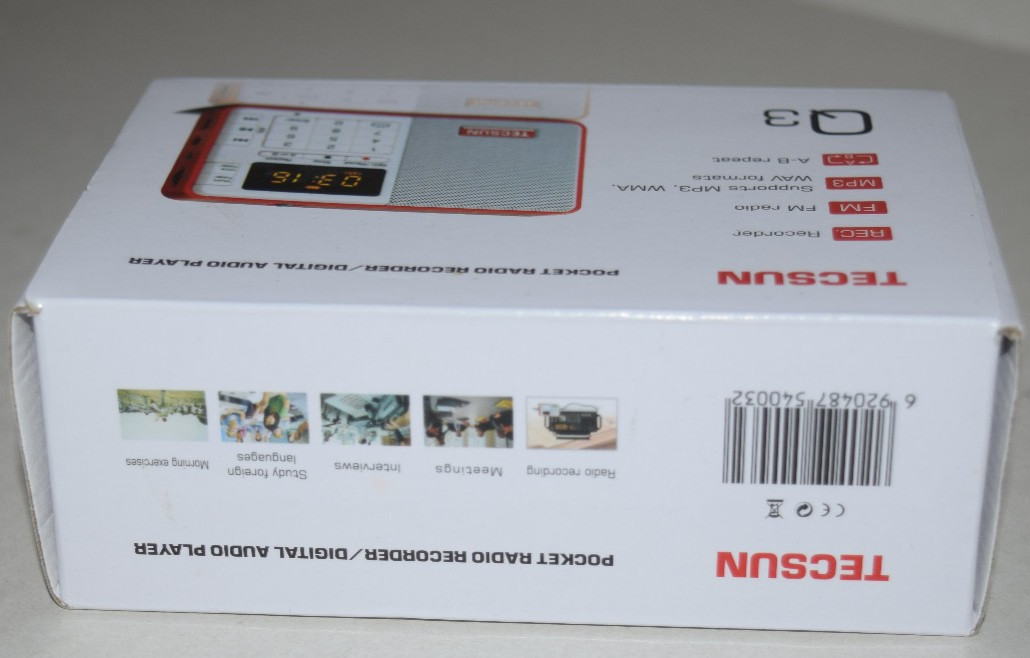 TECSUN
POCKET RADIO RECORDER/DIGITAL AUDIO PLAYER
REC. Recorder
FM FM radio
MP3 Supports MP3, WMA,
WAV formats
A-B repeat
Q3
TECSUN
TECSUN
POCKET RADIO RECORDER/DIGITAL AUDIO PLAYER
CE
Radio recording
Meetings
Interviews
Study foreign
languages
Morning exercises
6 920487 540032